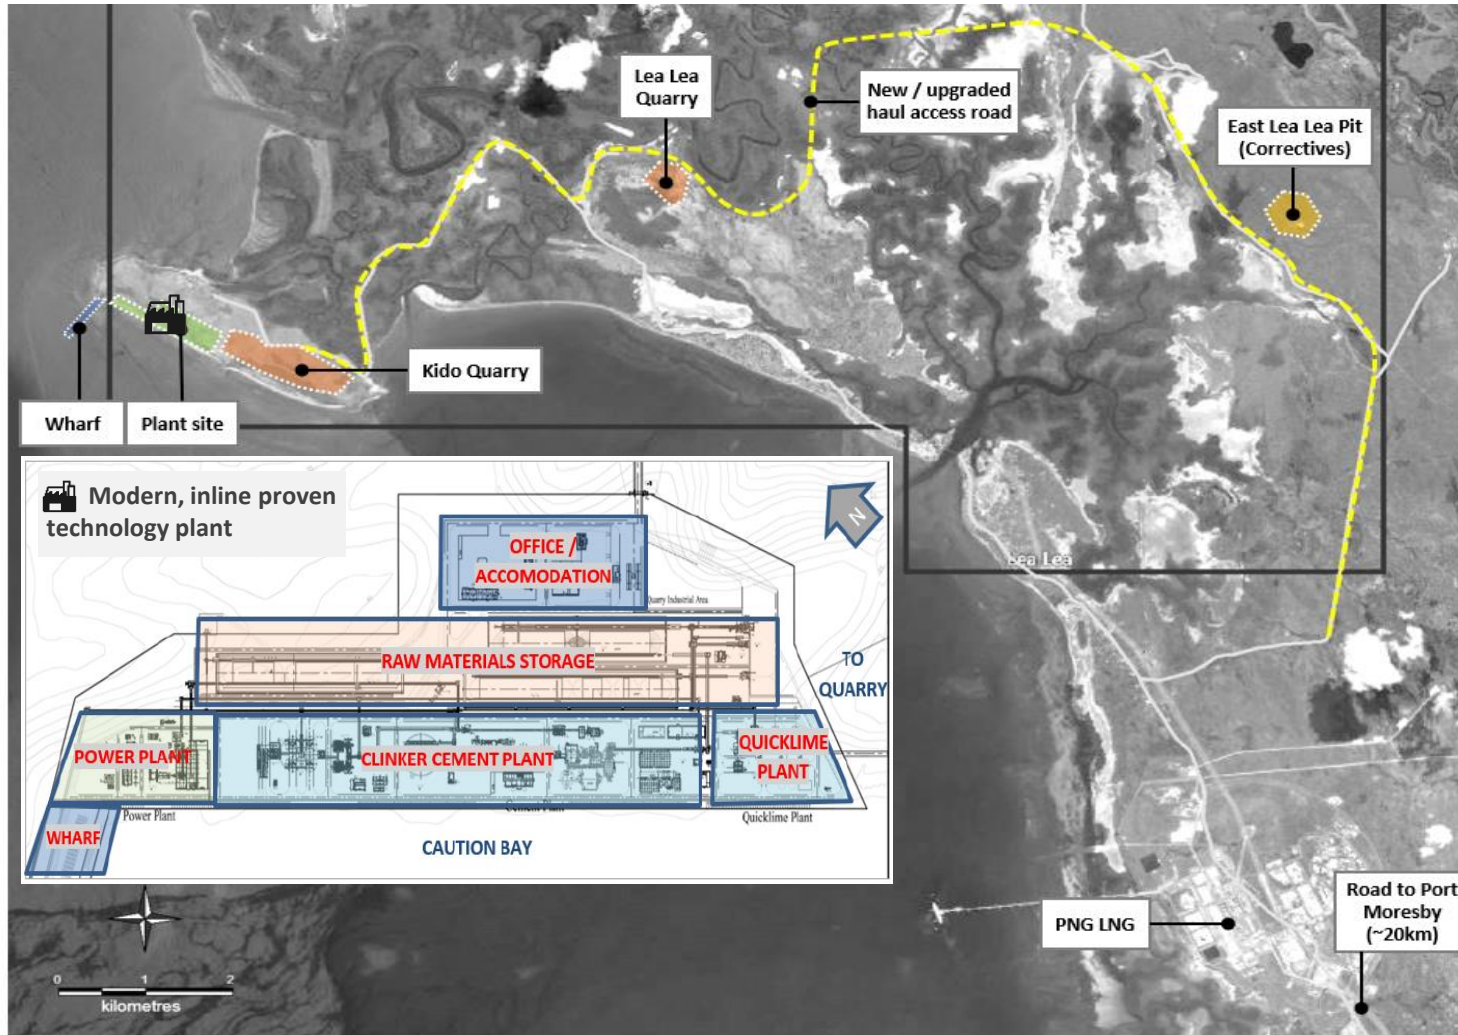 Lea Lea
Quarry
New / upgraded
haul access road
East Lea Lea Pit
(Correctives)
Kido Quarry
Wharf
Plant site
Modern, inline proven
technology plant
N
OFFICE /
ACCOMODATION
Quarry Industrial Area
RAW MATERIALS STORAGE
TO
QUARRY
POWER PLANT
CLINKER CEMENT PLANT
QUICKLIME
PLANT
Power Plant
Cement Plant
Quicklime Plant
WHARF
CAUTION BAY
Lea Lea
PNG LNG
Road to Port
Moresby
(~20km)
0 1 2
kilometres